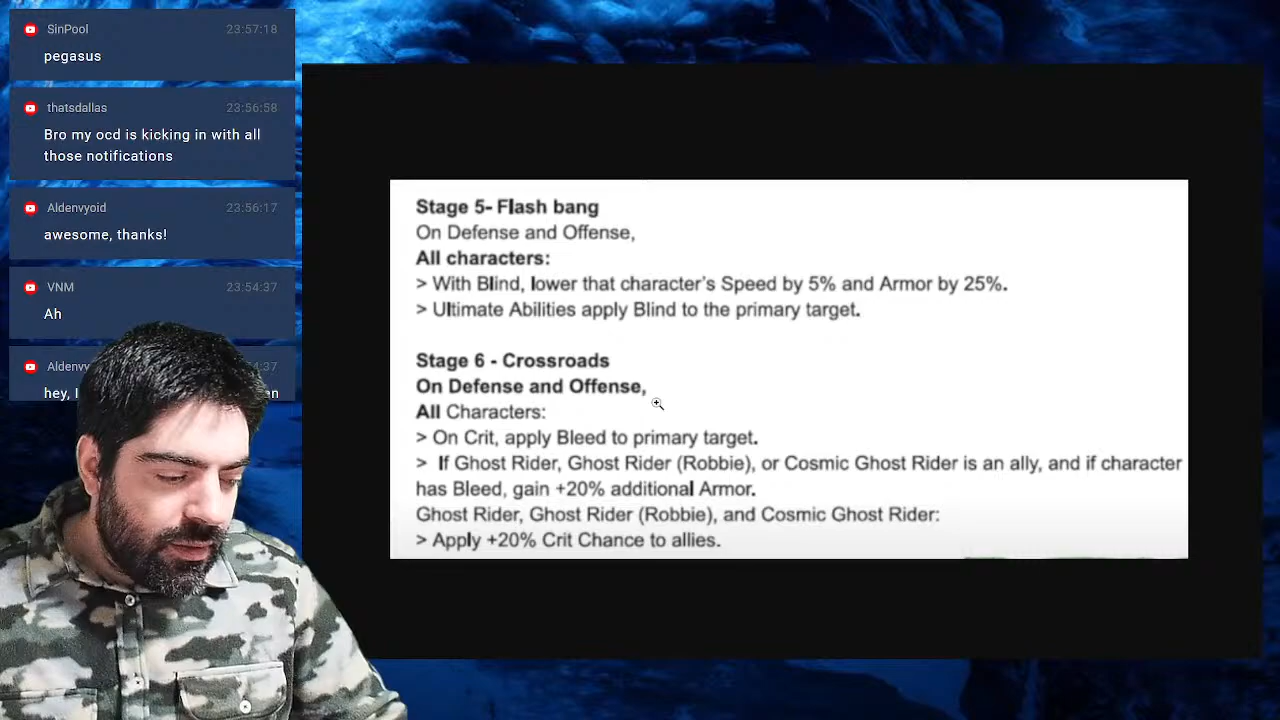 SinPool 23:57:18
pegasus
thatsdallas 23:56:58
Bro my ocd is kicking in with all
those notifications
Aldenvyoid 23:56:17
awesome, thanks!
VNM 23:54:37
Ah
hey,
Stage 5- Flash bang
On Defense and Offense,
All characters:
> With Blind, lower that character's Speed by 5% and Armor by 25%.
> Ultimate Abilities apply Blind to the primary target.
Stage 6 - Crossroads
On Defense and Offense,
All Characters:
> On Crit, apply Bleed to primary target.
> If Ghost Rider, Ghost Rider (Robbie), or Cosmic Ghost Rider is an ally, and if character
has Bleed, gain +20% additional Armor.
Ghost Rider, Ghost Rider (Robbie), and Cosmic Ghost Rider:
> Apply +20% Crit Chance to allies.